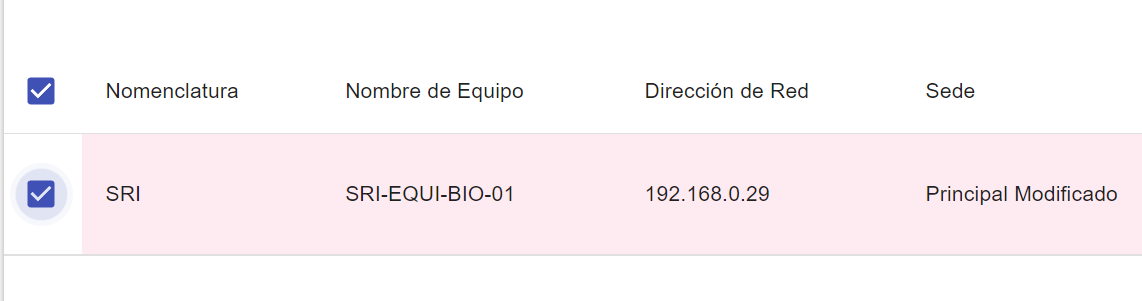 Nomenclatura Nombre de Equipo Dirección de Red Sede
SRI SRI-EQUI-BIO-01 192.168.0.29 Principal Modificado